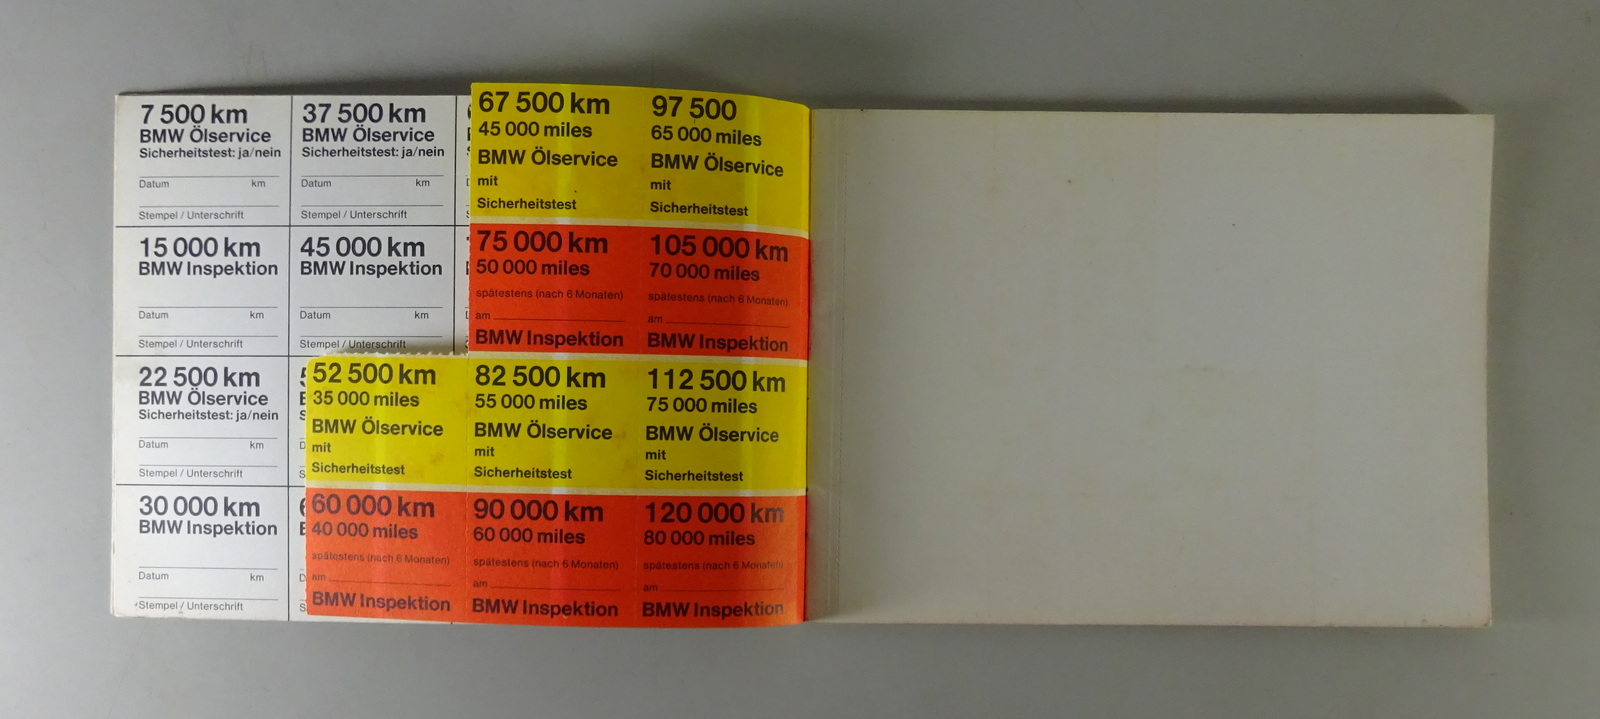 7 500 km
BMW Ölservice
Sicherheitstest: ja/nein
Datum km
Stempel / Unterschrift
37 500 km
BMW Ölservice
Sicherheitstest: ja/nein
Datum km
Stempel / Unterschrift
67 500 km
45 000 miles
BMW Ölservice
mit
Sicherheitstest
97 500
65 000 miles
BMW Ölservice
mit
Sicherheitstest
15 000 km
BMW Inspektion
Datum km
Stempel / Unterschrift
45 000 km
BMW Inspektion
Datum km
Stempel / Unterschrift
75 000 km
50 000 miles
spätestens (nach 6 Monaten)
am
BMW Inspektion
105 000 km
70 000 miles
spätestens (nach 6 Monaten)
am
BMW Inspektion
22 500 km
BMW Ölservice
Sicherheitstest: ja/nein
Datum km
Stempel / Unterschrift
52 500 km
35 000 miles
BMW Ölservice
mit
Sicherheitstest
82 500 km
55 000 miles
BMW Ölservice
mit
Sicherheitstest
112 500 km
75 000 miles
BMW Ölservice
mit
Sicherheitstest
30 000 km
BMW Inspektion
Datum km
Stempel / Unterschrift
60 000 km
40 000 miles
spätestens (nach 6 Monaten)
am
BMW Inspektion
90 000 km
60 000 miles
spätestens (nach 6 Monaten)
am
BMW Inspektion
120 000 km
80 000 miles
spätestens (nach 6 Monaten)
am
BMW Inspektion